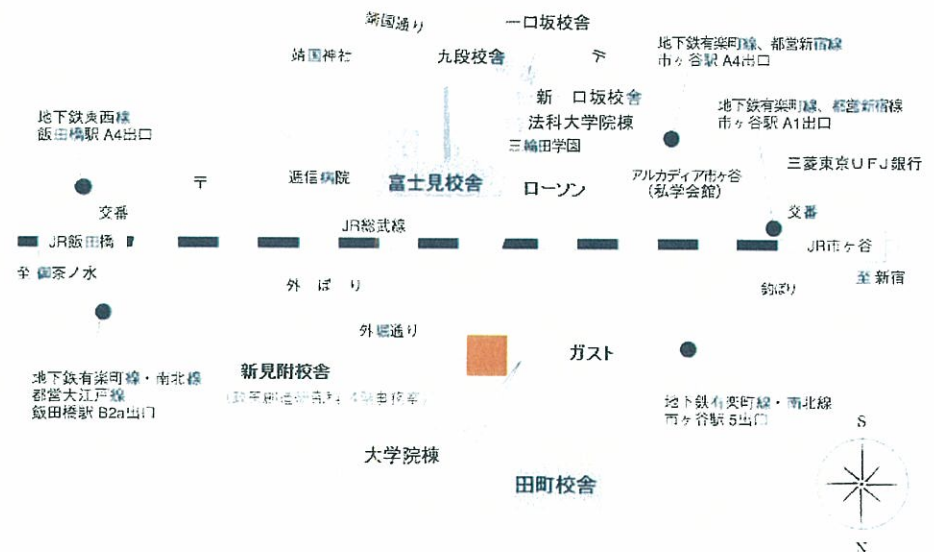 靖国通り
一口坂校舎
靖国神社
九段校舎
〒
地下鉄有楽町線、都営新宿線
市ヶ谷駅 A4出口
新一口坂校舎
法科大学院棟
三輪田学園
地下鉄有楽町線、都営新宿線
市ヶ谷駅 A1出口
地下鉄東西線
飯田橋駅 A4出口
三菱東京UFJ銀行
〒
逓信病院
富士見校舎
ローソン
アルカディア市ヶ谷
(私学会館)
交番
交番
JR総武線
JR飯田橋
JR市ヶ谷
至 御茶ノ水
至 新宿
外 ぼ り
釣ぼり
外堀通り
ガスト
新見附校舎
地下鉄有楽町線・南北線
都営大江戸線
飯田橋駅 B2a出口
地下鉄有楽町線・南北線
市ヶ谷駅 5出口
大学院棟
田町校舎
S
N